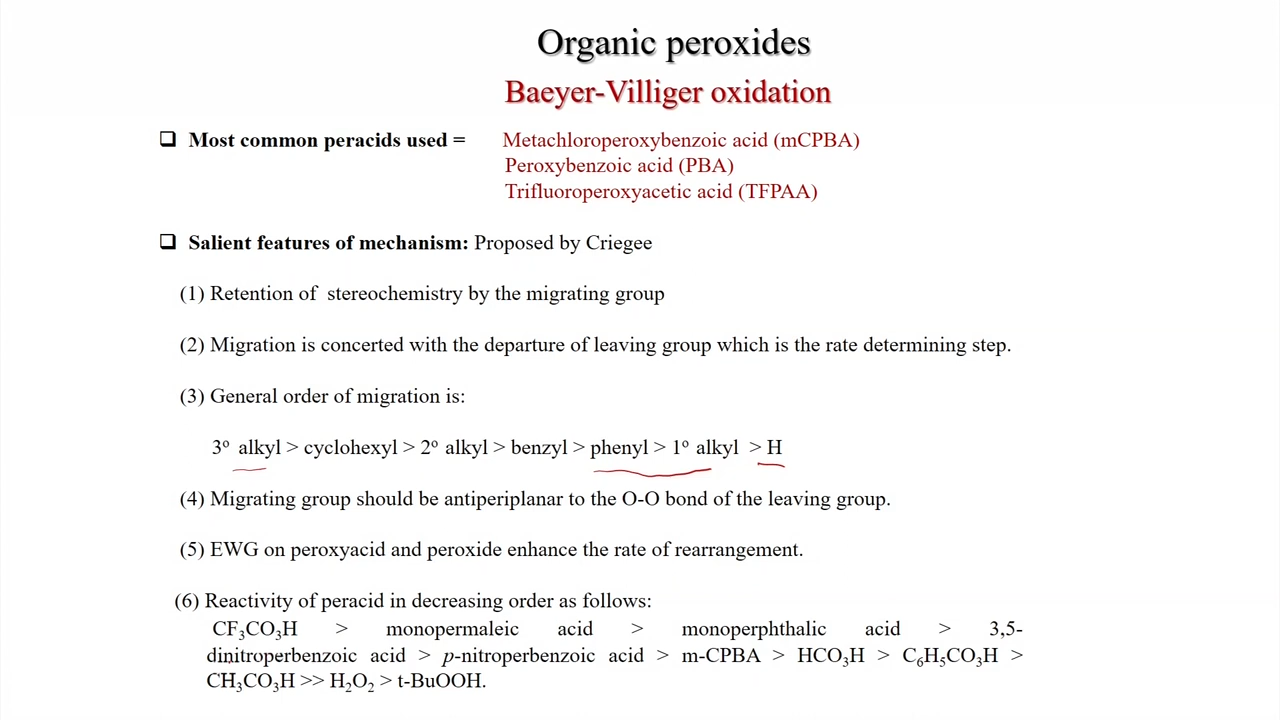 Organic peroxides
Baeyer-Villiger oxidation
❑ Most common peracids used = Metachloroperoxybenzoic acid (mCPBA)
Peroxybenzoic acid (PBA)
Trifluoroperoxyacetic acid (TFPAA)
❑ Salient features of mechanism: Proposed by Criegee
(1) Retention of stereochemistry by the migrating group
(2) Migration is concerted with the departure of leaving group which is the rate determining step.
(3) General order of migration is:
3º alkyl > cyclohexyl > 2º alkyl > benzyl > phenyl > 1º alkyl > H
(4) Migrating group should be antiperiplanar to the O-O bond of the leaving group.
(5) EWG on peroxyacid and peroxide enhance the rate of rearrangement.
(6) Reactivity of peracid in decreasing order as follows:
CF₃CO₃H > monopermaleic acid > monoperphthalic acid > 3,5-
dinitroperbenzoic acid > p-nitroperbenzoic acid > m-CPBA > HCO₃H > C₆H₅CO₃H >
CH₃CO₃H >> H₂O₂ > t-BuOOH.